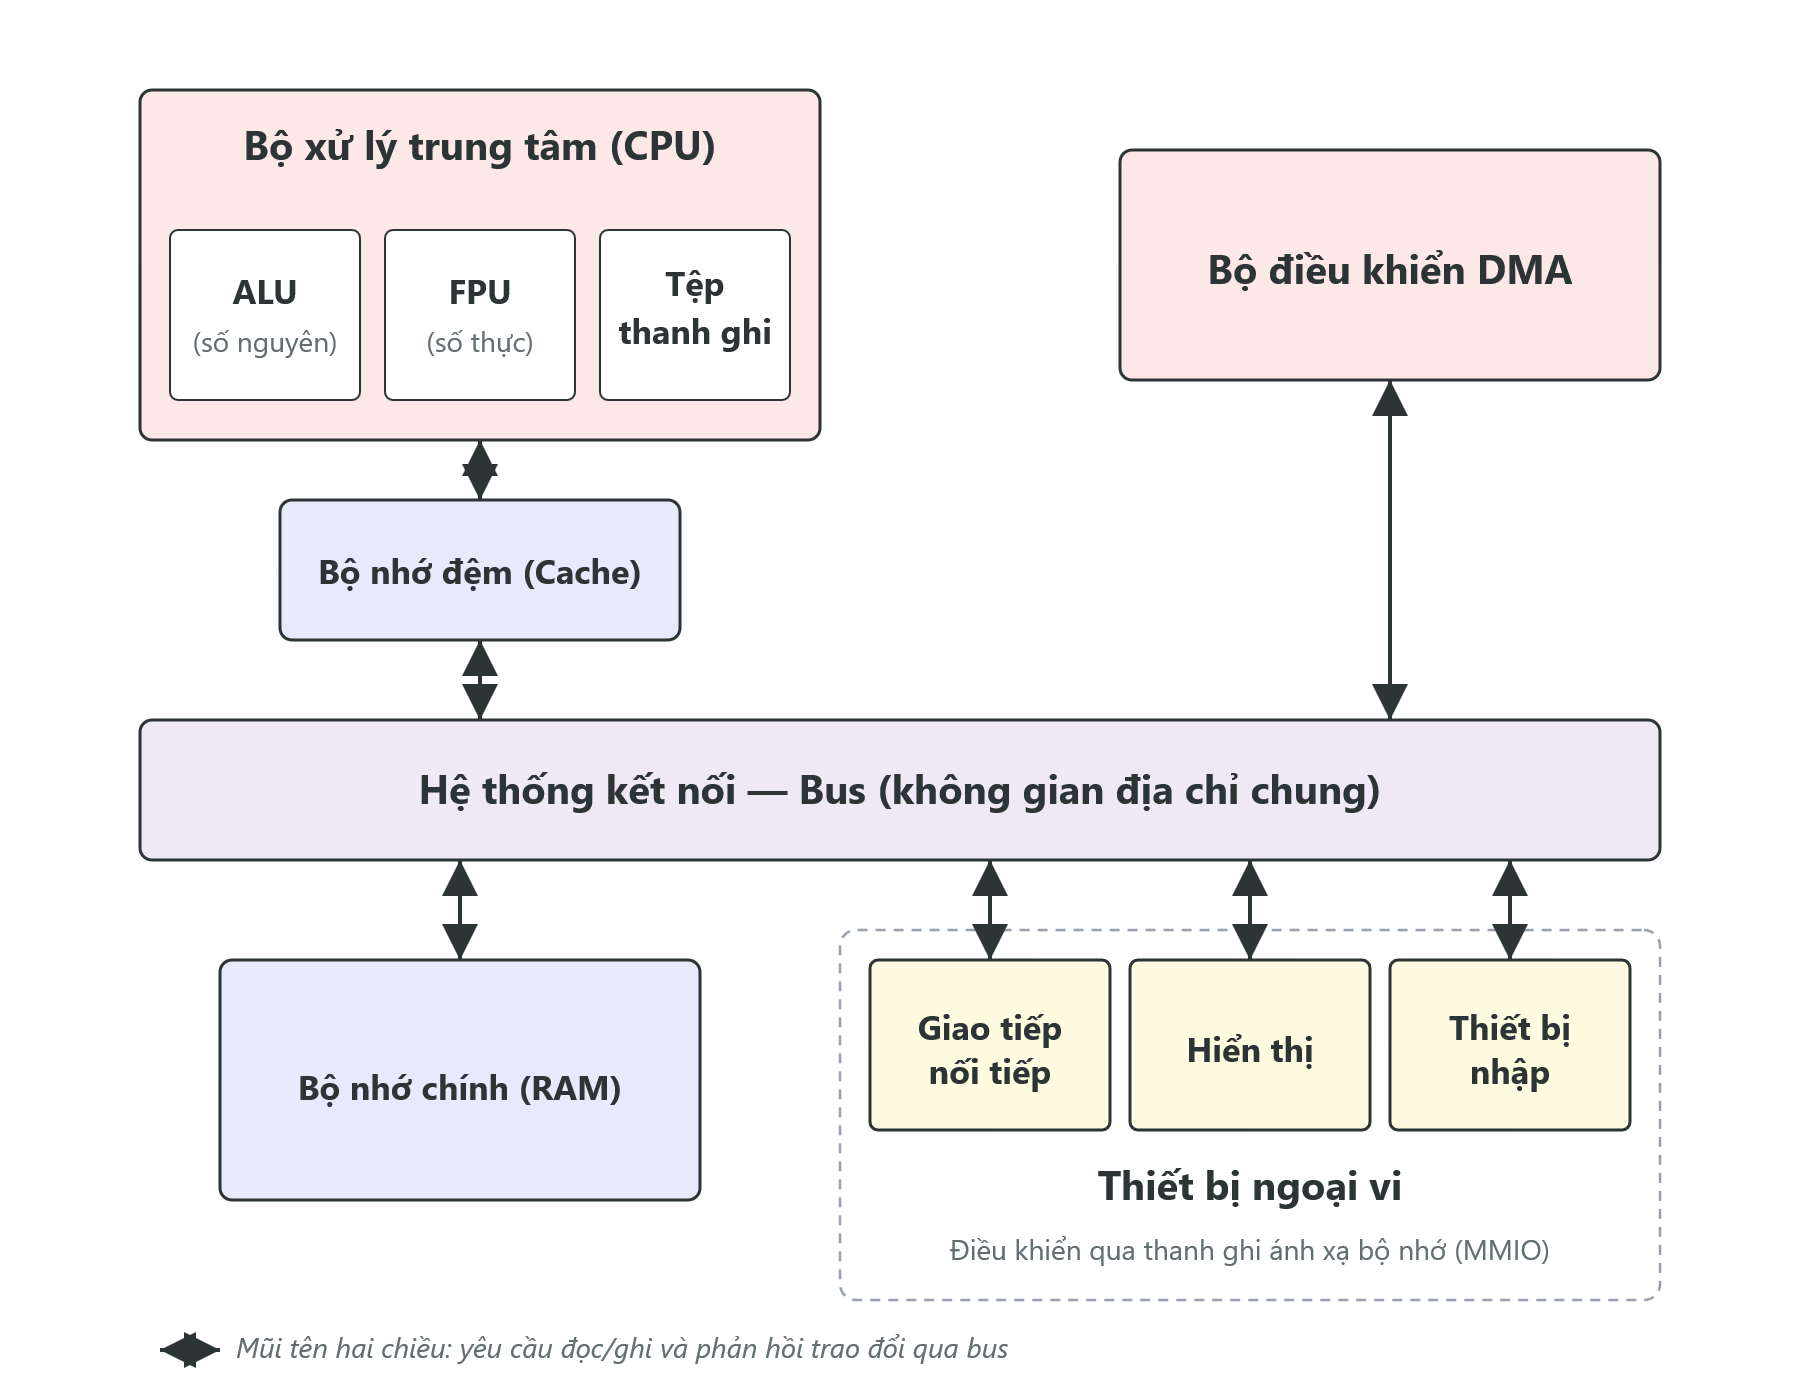 Bộ xử lý trung tâm (CPU)
ALU
(số nguyên)
FPU
(số thực)
Tệp
thanh ghi
Bộ điều khiển DMA
Bộ nhớ đệm (Cache)
Hệ thống kết nối — Bus (không gian địa chỉ chung)
Bộ nhớ chính (RAM)
Giao tiếp
nối tiếp
Hiển thị
Thiết bị
nhập
Thiết bị ngoại vi
Điều khiển qua thanh ghi ánh xạ bộ nhớ (MMIO)
Mũi tên hai chiều: yêu cầu đọc/ghi và phản hồi trao đổi qua bus